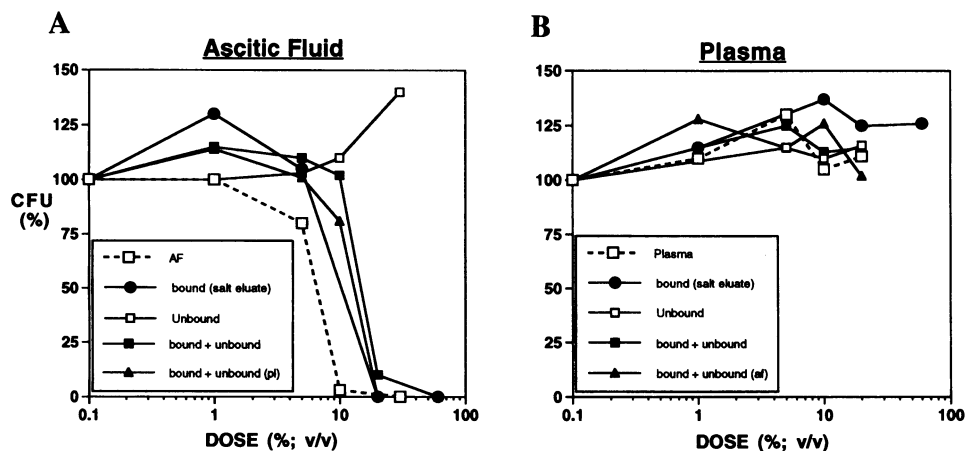 A
Ascitic Fluid
150
125
100
CFU
(%)
75
50
25
0
AF
bound (salt eluate)
Unbound
bound + unbound
bound + unbound (pl)
0.1
1
10
100
DOSE (%; v/v)
B
Plasma
150
125
100
75
50
25
0
Plasma
bound (salt eluate)
Unbound
bound + unbound
bound + unbound (af)
0.1
1
10
100
DOSE (%; v/v)